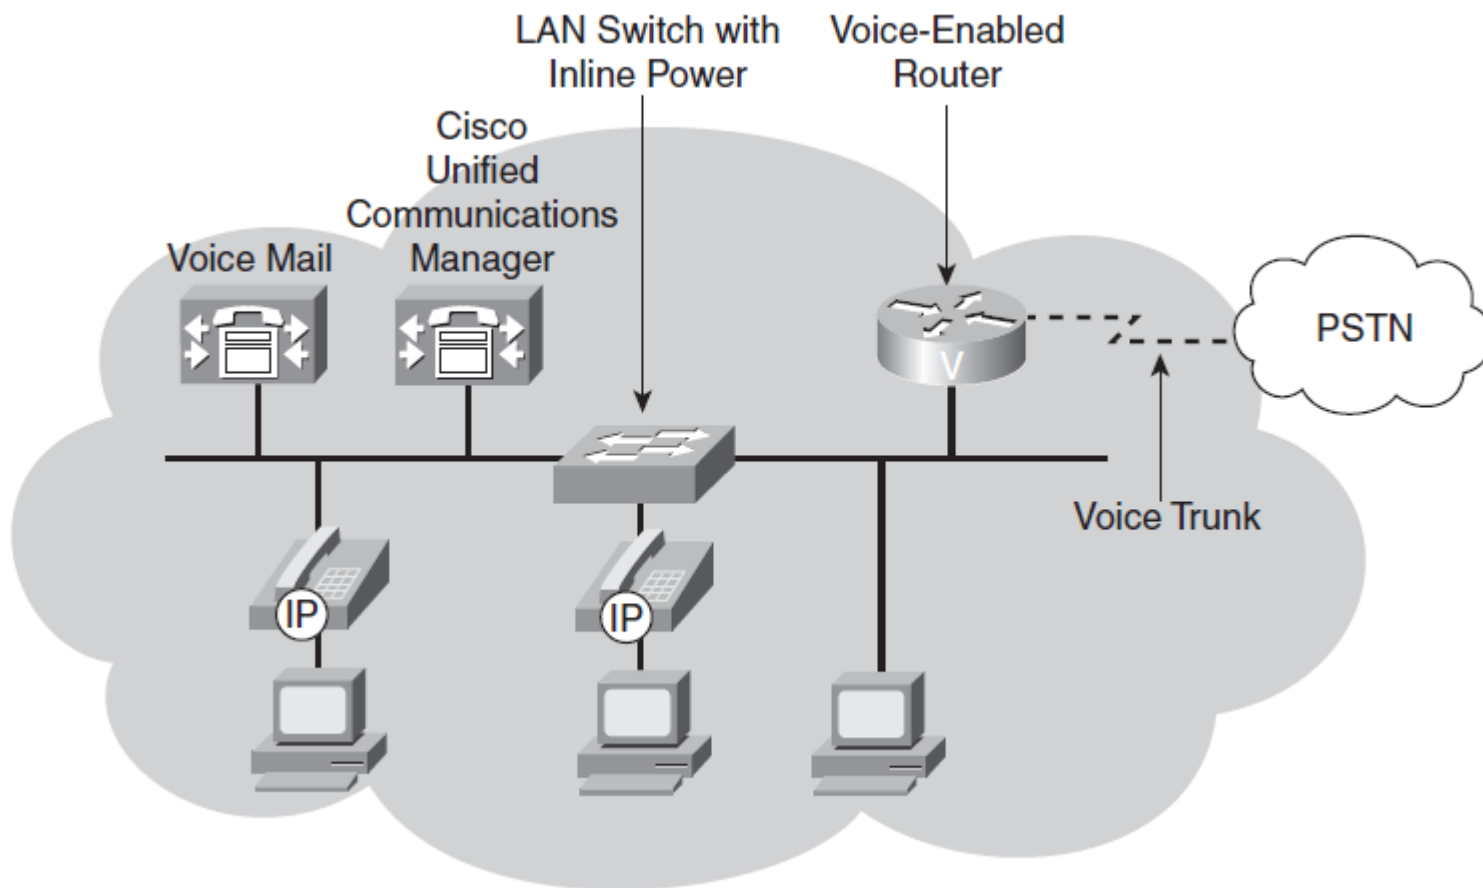 LAN Switch with
Inline Power
Voice-Enabled
Router
Cisco
Unified
Communications
Manager
Voice Mail
PSTN
V
Voice Trunk
IP
IP